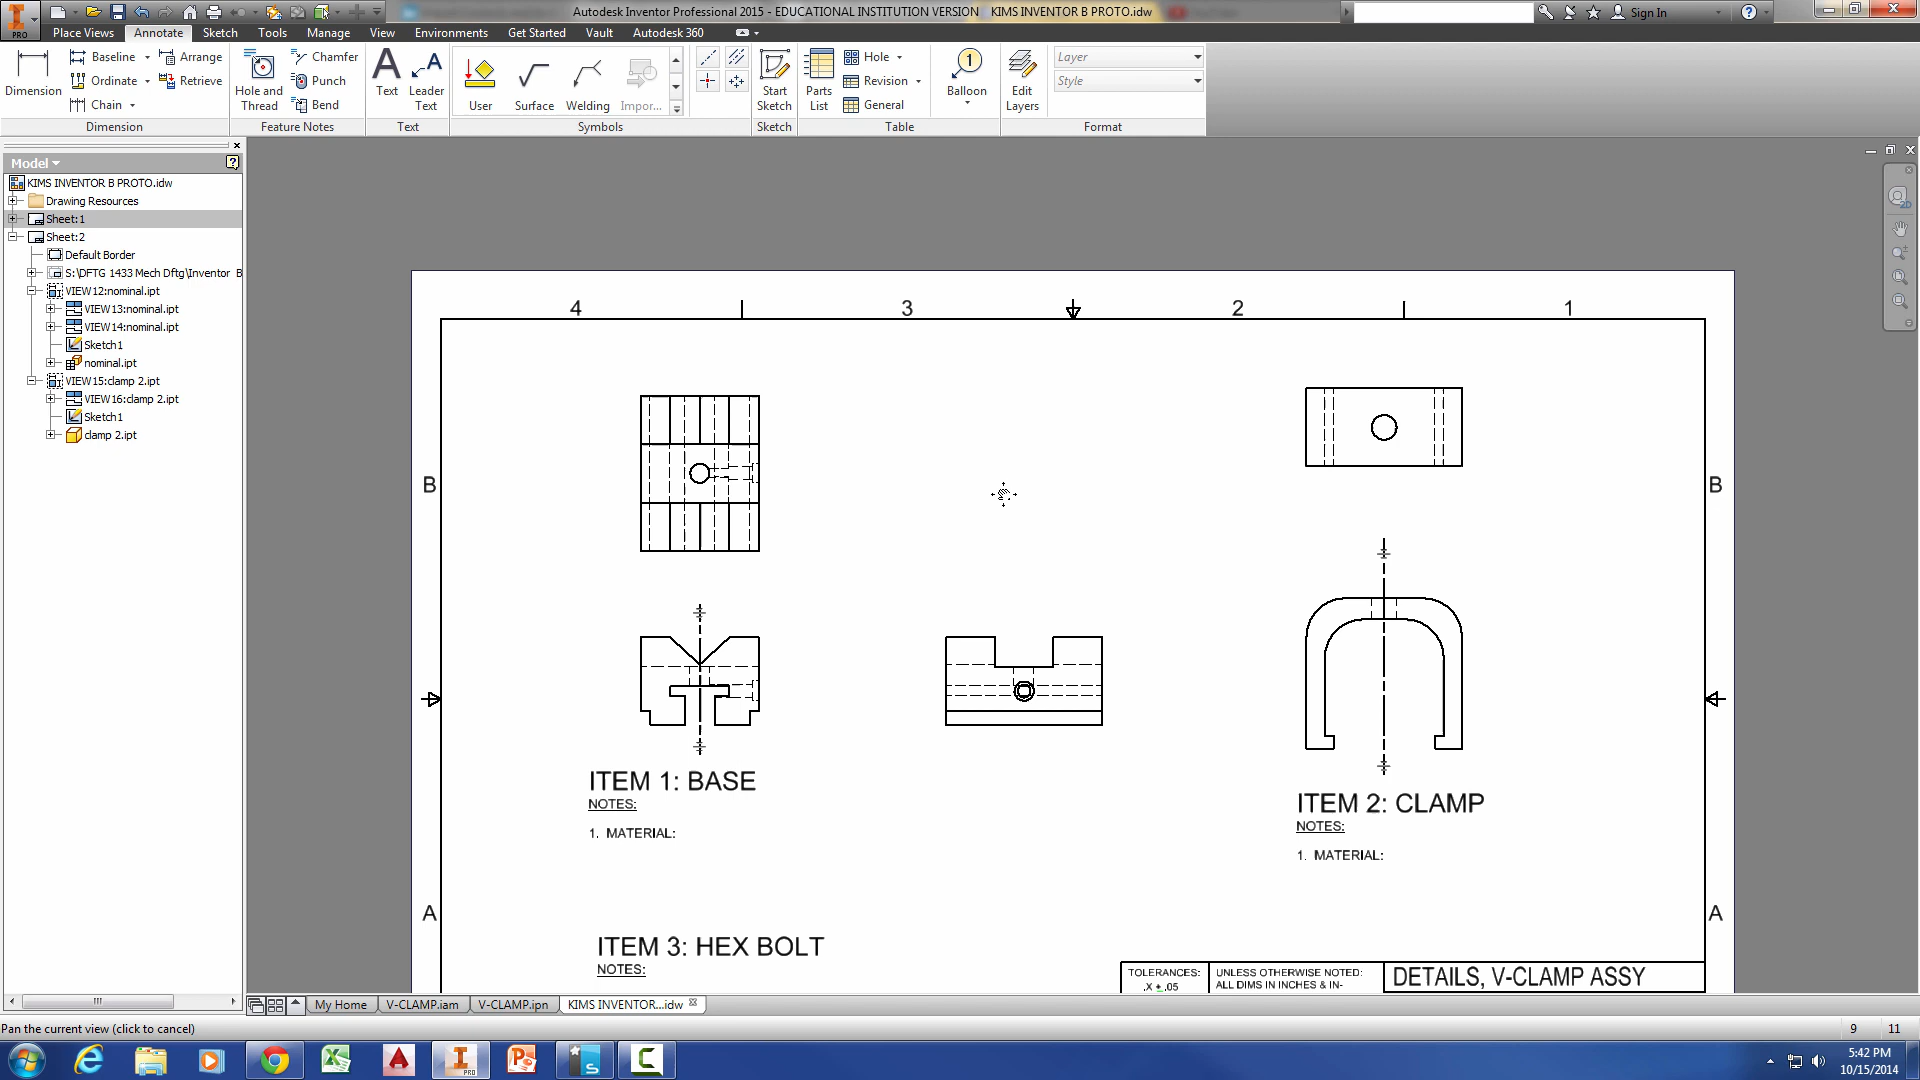 Autodesk Inventor Professional 2015 - EDUCATIONAL INSTITUTION VERSION KIMS INVENTOR B PROTO.idw
Sign In
PRO
Place Views Annotate Sketch Tools Manage View Environments Get Started Vault Autodesk 360
Dimension
Baseline
Ordinate
Chain
Arrange
Retrieve
Dimension
Hole and Thread
Chamfer
Punch
Bend
Feature Notes
Text
Leader Text
Text
User
Surface
Welding
Impor...
Symbols
Start Sketch
Sketch
Parts List
Hole
Revision
General
Table
1
Balloon
Edit Layers
Layer
Style
Format
Model
KIMS INVENTOR B PROTO.idw
Drawing Resources
Sheet:1
Sheet:2
Default Border
S:\DFTG 1433 Mech Dftg\Inventor B
VIEW12:nominal.ipt
VIEW13:nominal.ipt
VIEW14:nominal.ipt
Sketch1
nominal.ipt
VIEW15:clamp 2.ipt
VIEW16:clamp 2.ipt
Sketch1
clamp 2.ipt
2D
4 3 2 1
B B
ITEM 1: BASE
NOTES:
1. MATERIAL:
ITEM 2: CLAMP
NOTES:
1. MATERIAL:
A A
ITEM 3: HEX BOLT
NOTES:
TOLERANCES:
.X ± .05
UNLESS OTHERWISE NOTED:
ALL DIMS IN INCHES & IN-
DETAILS, V-CLAMP ASSY
My Home V-CLAMP.iam V-CLAMP.ipn KIMS INVENTOR...idw
Pan the current view (click to cancel)
9 11
PRO
5:42 PM
10/15/2014